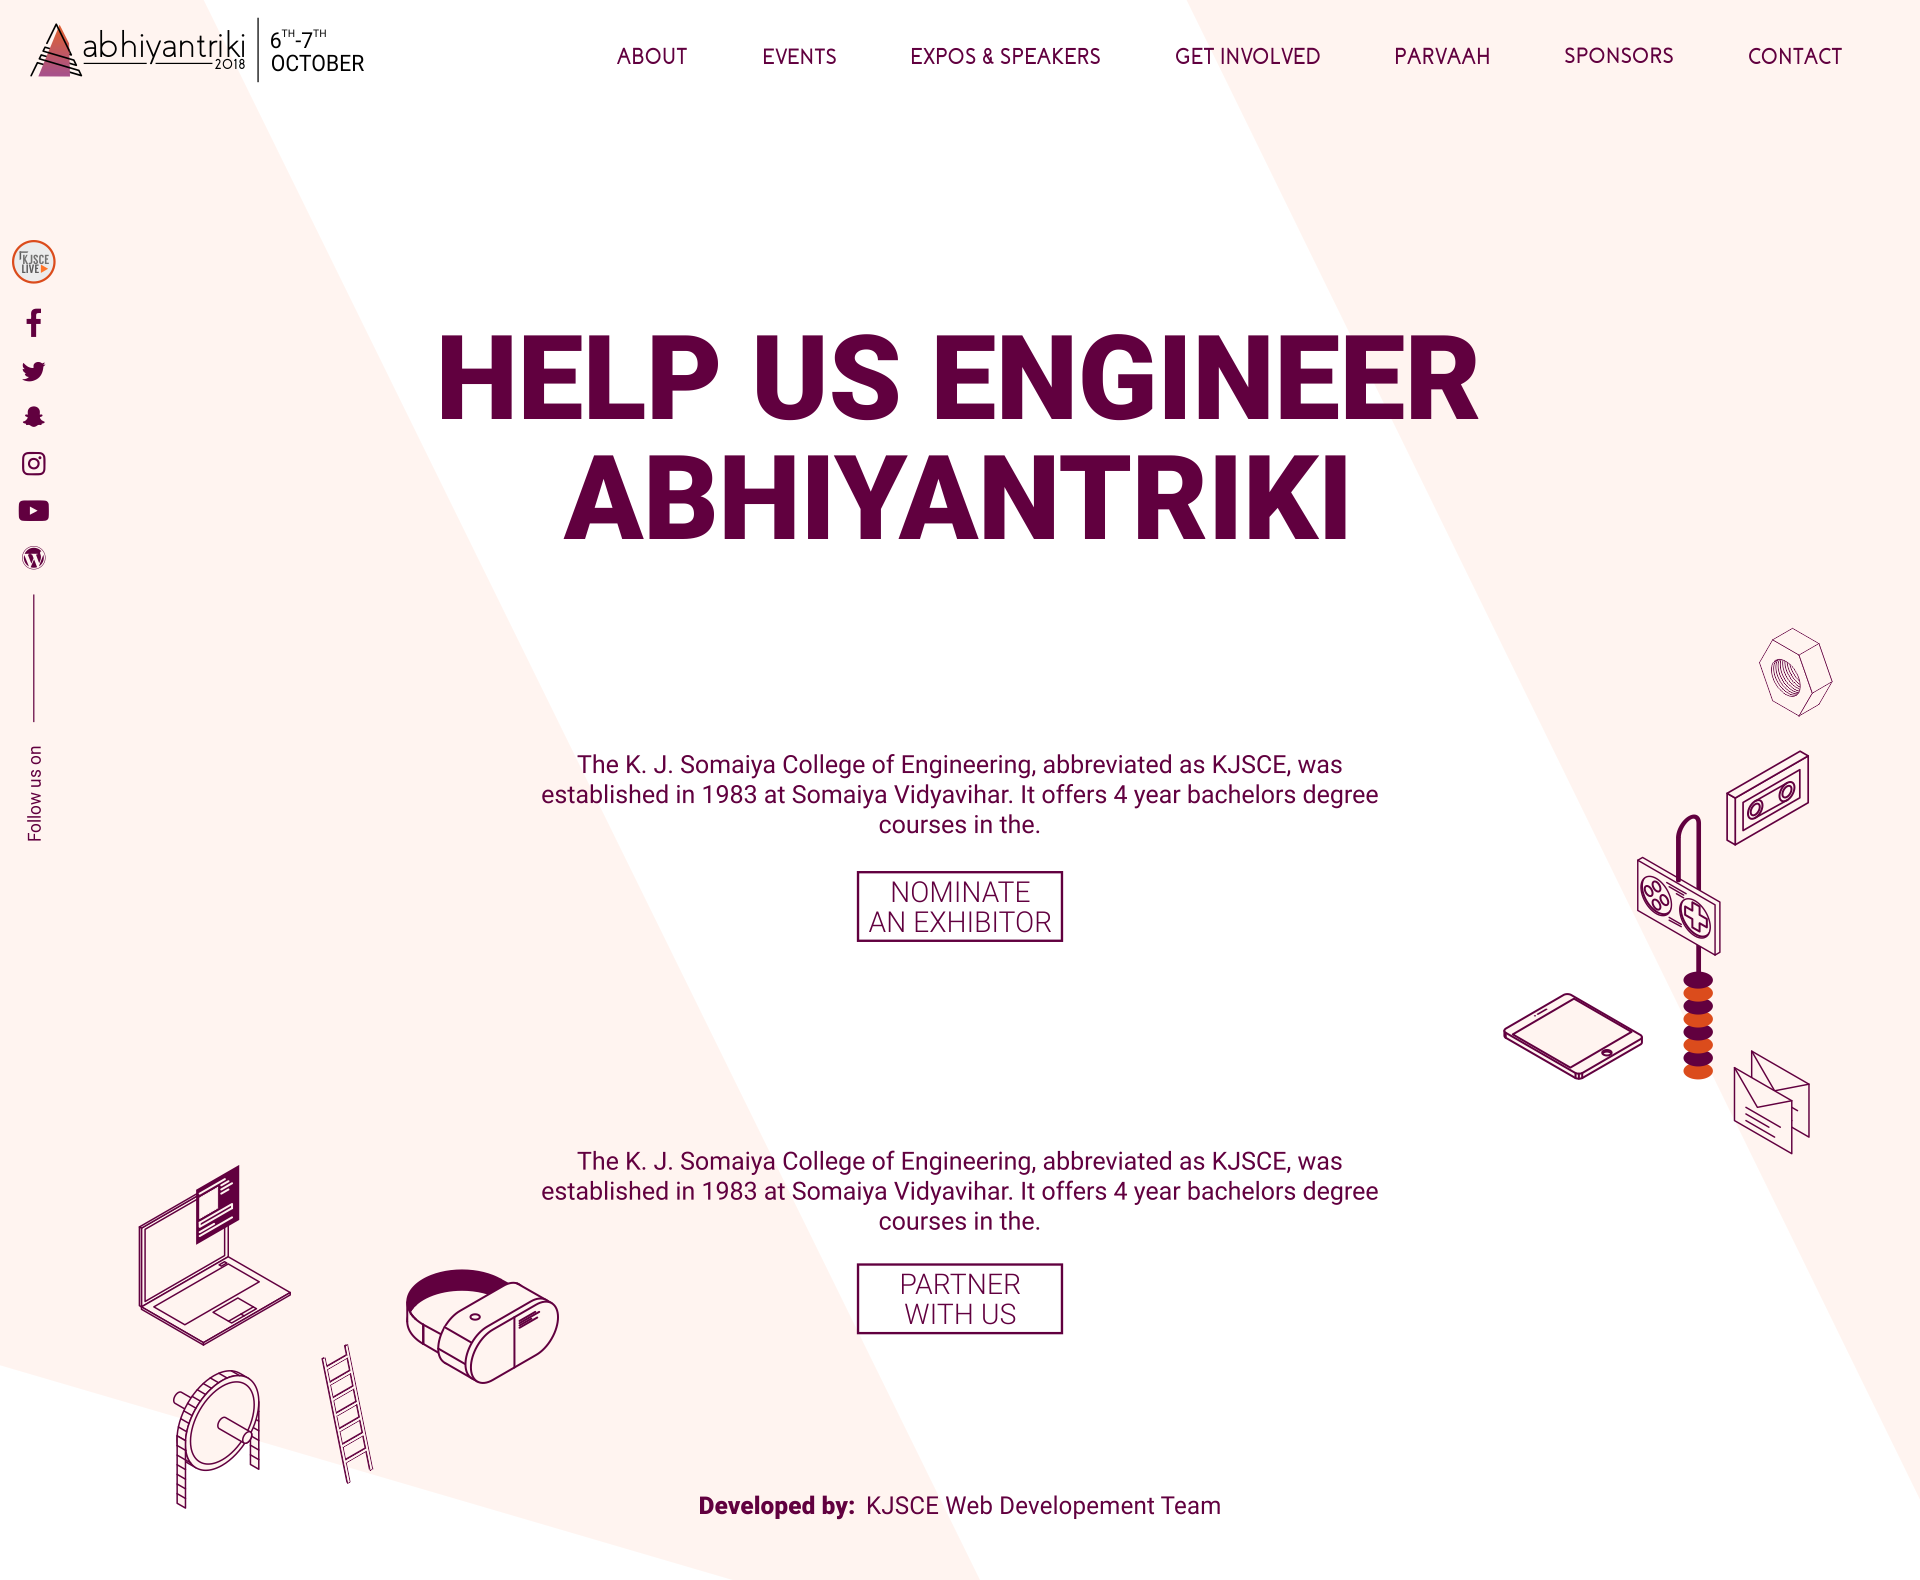 abhiyantriki
2018
6TH-7TH
OCTOBER
ABOUT
EVENTS
EXPOS & SPEAKERS
GET INVOLVED
PARVAAH
SPONSORS
CONTACT
KJSCE
LIVE
Follow us on
HELP US ENGINEER
ABHIYANTRIKI
The K. J. Somaiya College of Engineering, abbreviated as KJSCE, was
established in 1983 at Somaiya Vidyavihar. It offers 4 year bachelors degree
courses in the.
NOMINATE
AN EXHIBITOR
The K. J. Somaiya College of Engineering, abbreviated as KJSCE, was
established in 1983 at Somaiya Vidyavihar. It offers 4 year bachelors degree
courses in the.
PARTNER
WITH US
Developed by: KJSCE Web Developement Team